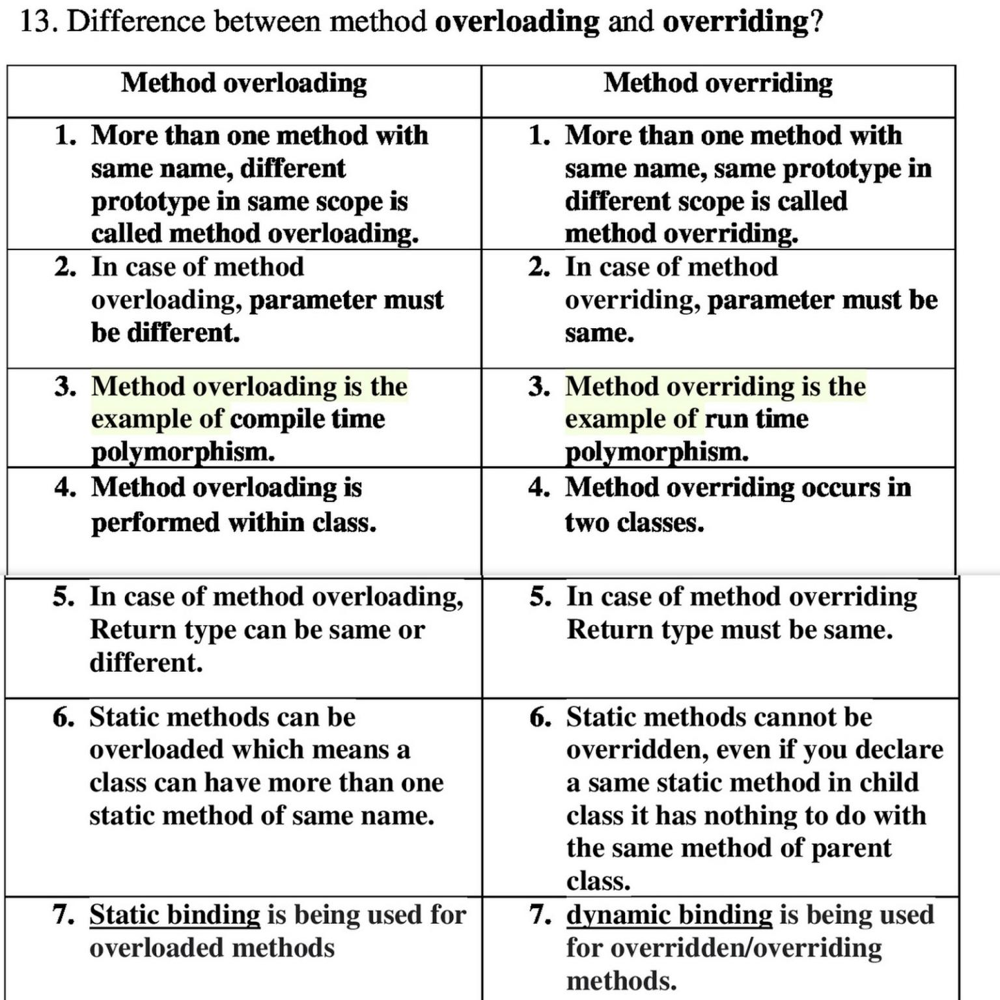 13. Difference between method overloading and overriding?
Method overloading
Method overriding
1. More than one method with
same name, different
prototype in same scope is
called method overloading.
1. More than one method with
same name, same prototype in
different scope is called
method overriding.
2. In case of method
overloading, parameter must
be different.
2. In case of method
overriding, parameter must be
same.
3. Method overloading is the
example of compile time
polymorphism.
3. Method overriding is the
example of run time
polymorphism.
4. Method overloading is
performed within class.
4. Method overriding occurs in
two classes.
5. In case of method overloading,
Return type can be same or
different.
5. In case of method overriding
Return type must be same.
6. Static methods can be
overloaded which means a
class can have more than one
static method of same name.
6. Static methods cannot be
overridden, even if you declare
a same static method in child
class it has nothing to do with
the same method of parent
class.
7. Static binding is being used for
overloaded methods
7. dynamic binding is being used
for overridden/overriding
methods.